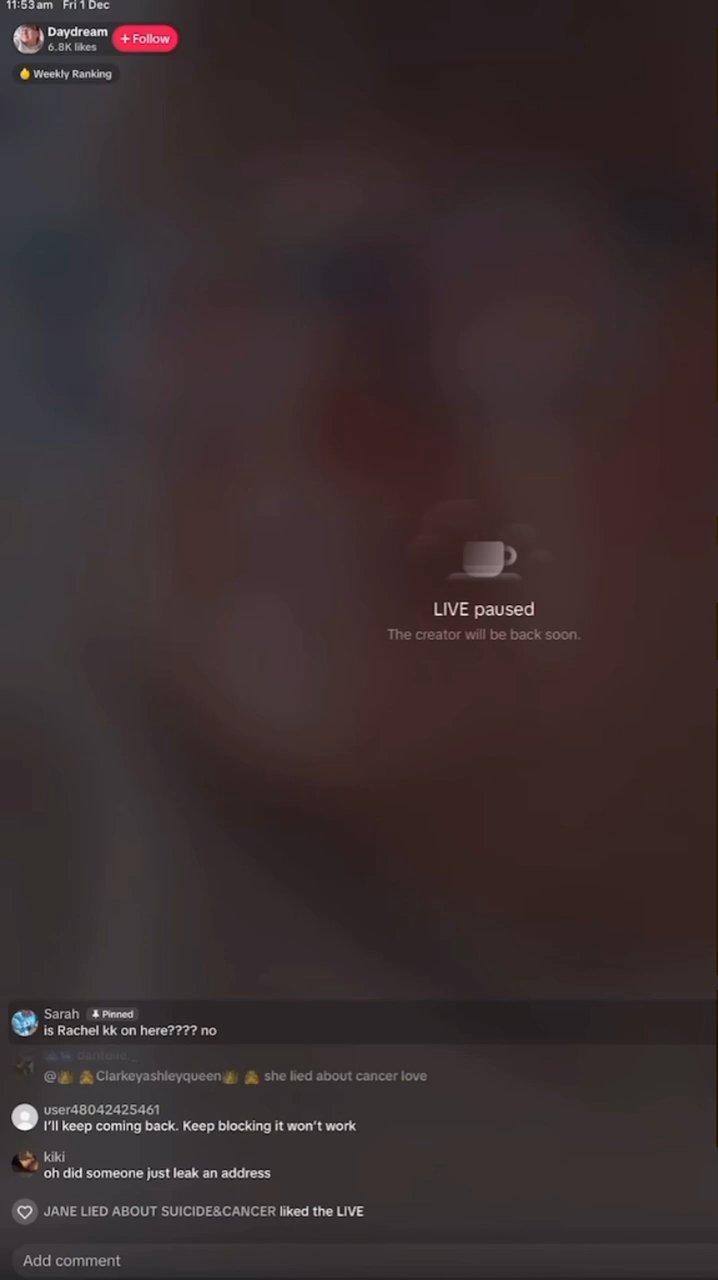 11:53 am Fri 1 Dec
Daydream
6.8K likes
+ Follow
Weekly Ranking
LIVE paused
The creator will be back soon.
Sarah Pinned
is Rachel kk on here???? no
@👑 🙈Clarkeyashleyqueen👑 🙈 she lied about cancer love
user48042425461
I'll keep coming back. Keep blocking it won't work
kiki
oh did someone just leak an address
JANE LIED ABOUT SUICIDE&CANCER liked the LIVE
Add comment